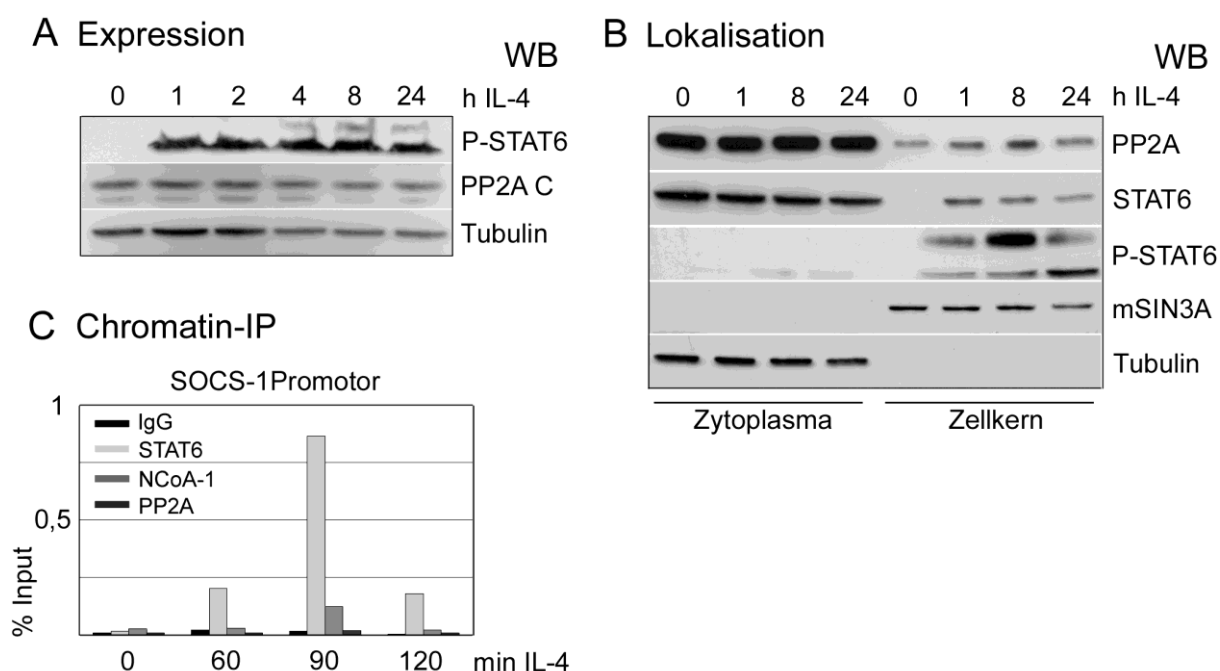 A Expression
WB
0 1 2 4 8 24 h IL-4
P-STAT6
PP2A C
Tubulin
B Lokalisation
WB
0 1 8 24 0 1 8 24 h IL-4
PP2A
STAT6
P-STAT6
mSIN3A
Tubulin
Zytoplasma Zellkern
C Chromatin-IP
SOCS-1Promotor
1
IgG
STAT6
NCoA-1
PP2A
0,5
% Input
0 60 90 120 min IL-4